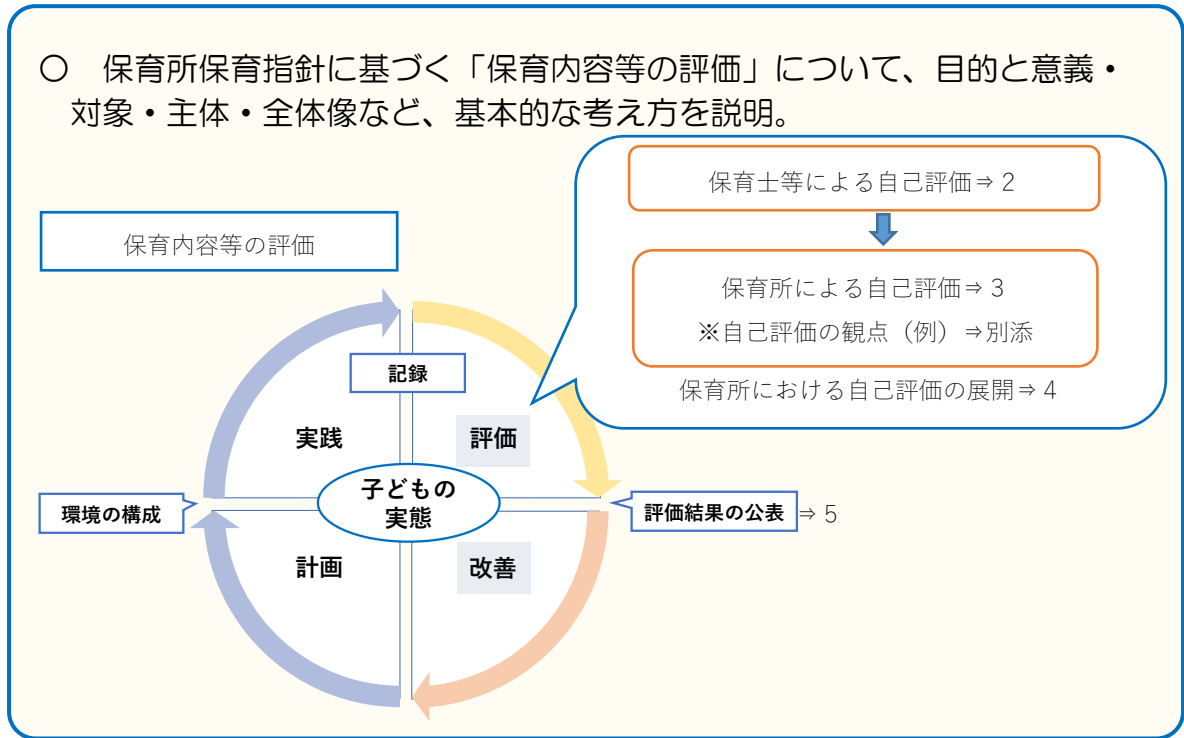 ○ 保育所保育指針に基づく「保育内容等の評価」について、目的と意義・
対象・主体・全体像など、基本的な考え方を説明。
保育士等による自己評価⇒2
保育所による自己評価⇒3
※自己評価の観点（例）⇒別添
保育所における自己評価の展開⇒4
保育内容等の評価
記録
実践
評価
子どもの
実態
環境の構成
評価結果の公表
⇒5
計画
改善